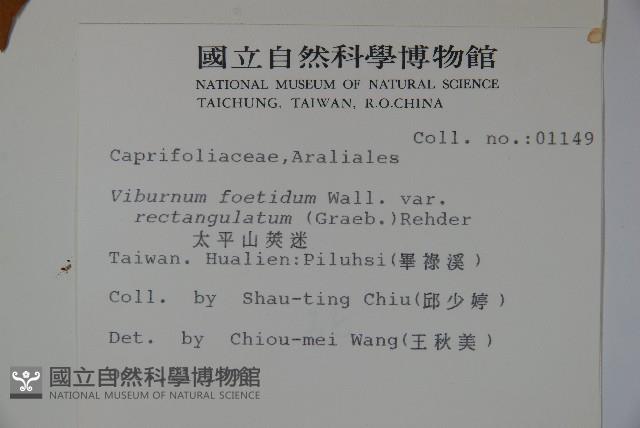 國立自然科學博物館
NATIONAL MUSEUM OF NATURAL SCIENCE
TAICHUNG, TAIWAN, R.O.CHINA
Coll. no.:01149
Caprifoliaceae,Araliales
Viburnum foetidum Wall. var.
rectangulatum (Graeb.)Rehder
太平山莢迷
Taiwan. Hualien:Piluhsi(畢祿溪)
Coll. by Shau-ting Chiu(邱少婷)
Det. by Chiou-mei Wang(王秋美)
國立自然科學博物館
NATIONAL MUSEUM OF NATURAL SCIENCE